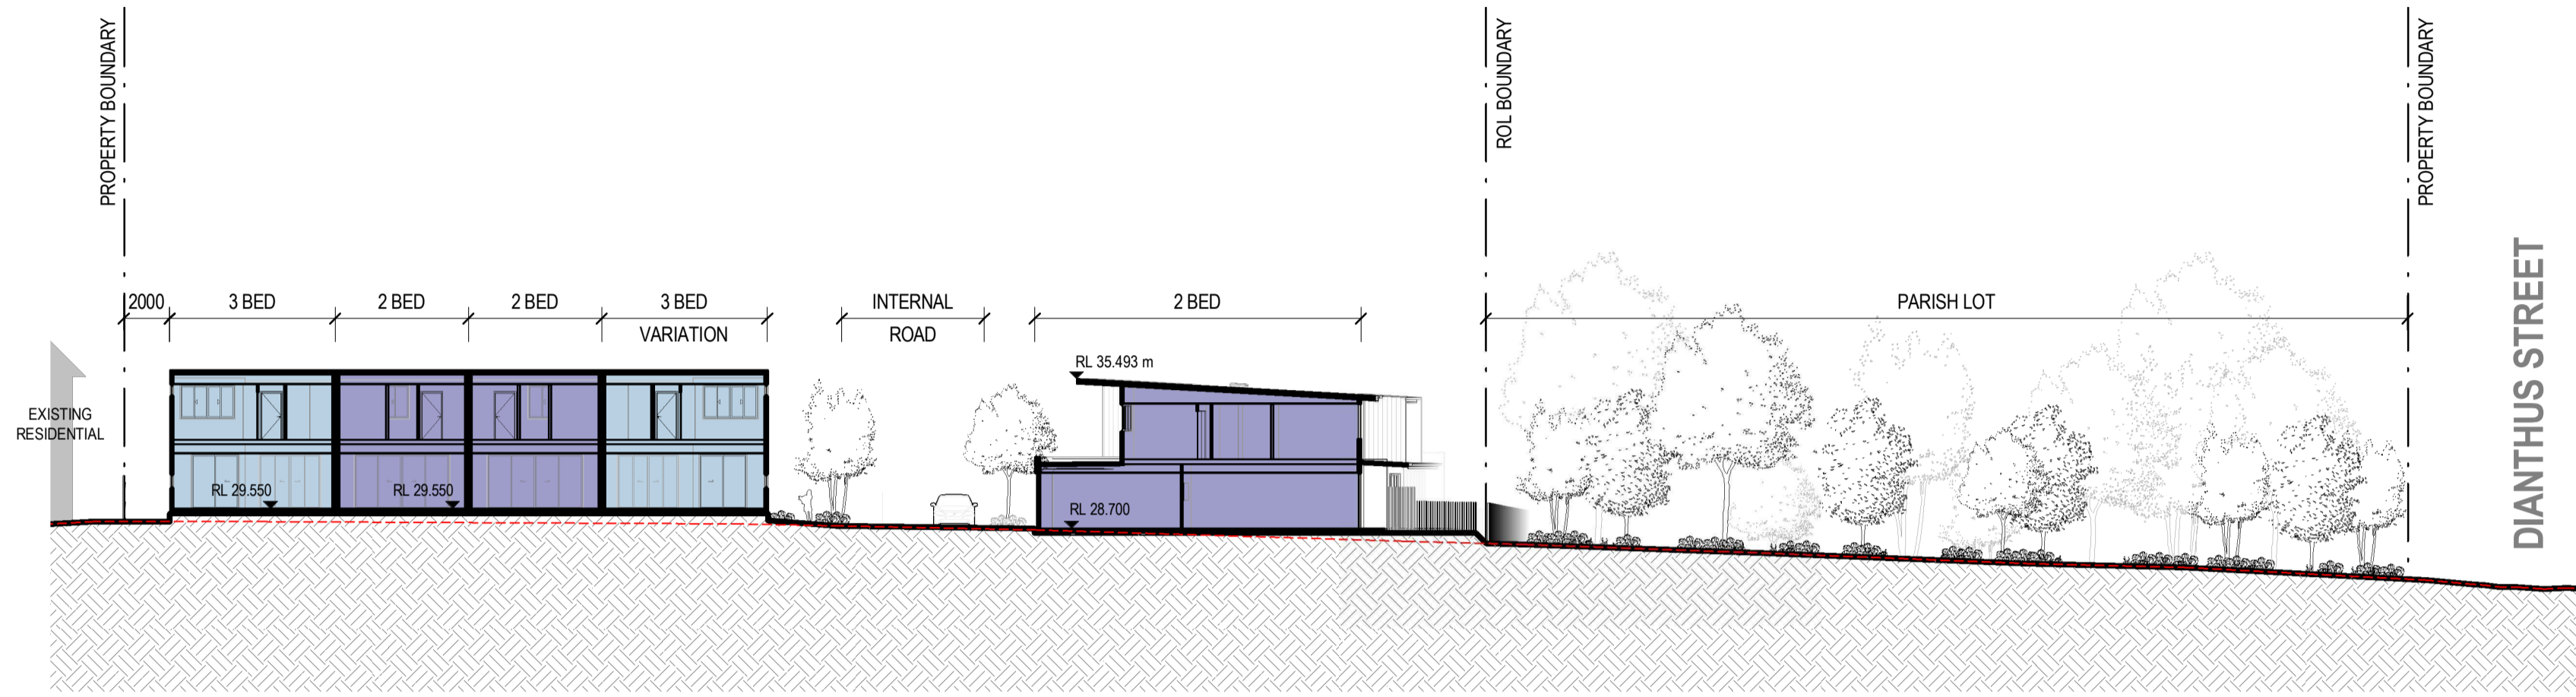 PROPERTY BOUNDARY
ROL BOUNDARY
PROPERTY BOUNDARY
2000
3 BED
2 BED
2 BED
3 BED
VARIATION
INTERNAL
ROAD
2 BED
PARISH LOT
DIANTHUS STREET
RL 35.493 m
EXISTING
RESIDENTIAL
RL 29.550
RL 29.550
RL 28.700